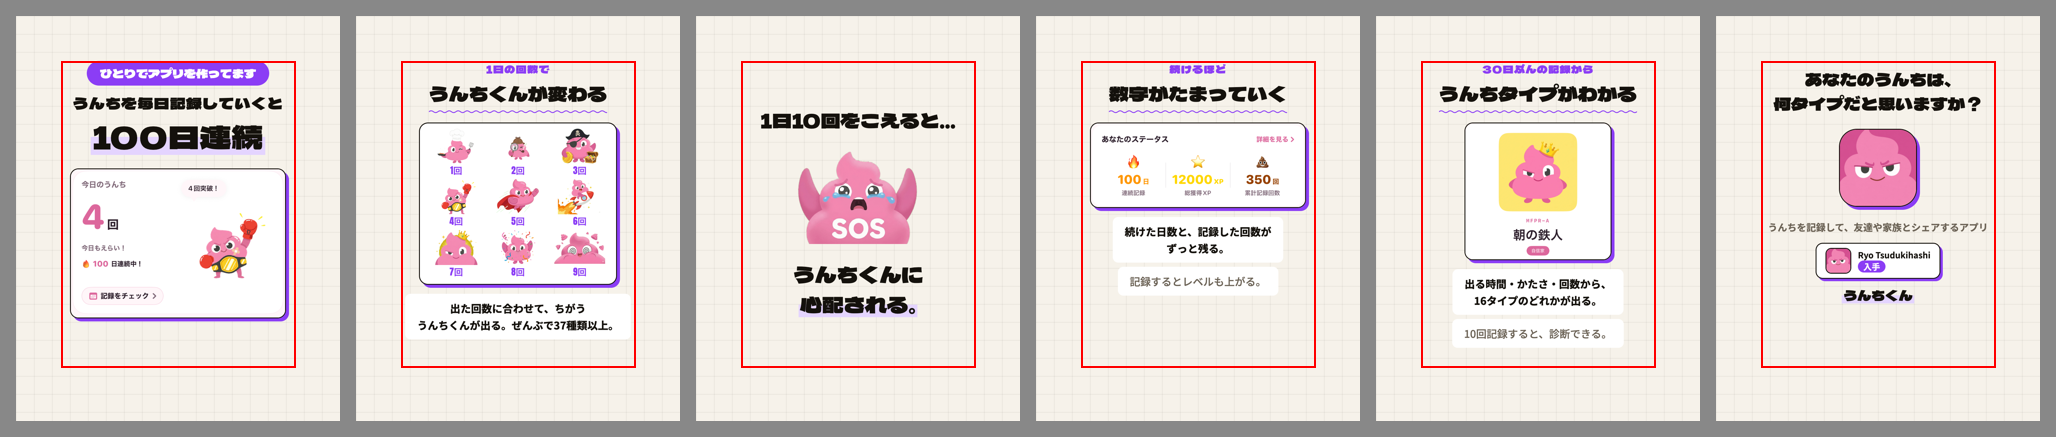 ひとりでアプリを作ってます
うんちを毎日記録していくと
100日連続
今日のうんち
4回突破！
4回
今日もえらい！
100 日連続中！
記録をチェック
1日の回数で
うんちくんが変わる
1回
2回
3回
4回
5回
6回
7回
8回
9回
出た回数に合わせて、ちがう
うんちくんが出る。ぜんぶで37種類以上。
1日10回をこえると…
SOS
うんちくんに
心配される。
続けるほど
数字がたまっていく
あなたのステータス
詳細を見る
100日
12000XP
350回
連続記録
総獲得XP
累計記録回数
続けた日数と、記録した回数が
ずっと残る。
記録するとレベルも上がる。
30日ぶんの記録から
うんちタイプがわかる
朝の鉄人
出る時間・かたさ・回数から、
16タイプのどれかが出る。
10回記録すると、診断できる。
あなたのうんちは、
何タイプだと思いますか？
うんちを記録して、友達や家族とシェアするアプリ
Ryo Tsudukihashi
入手
うんちくん